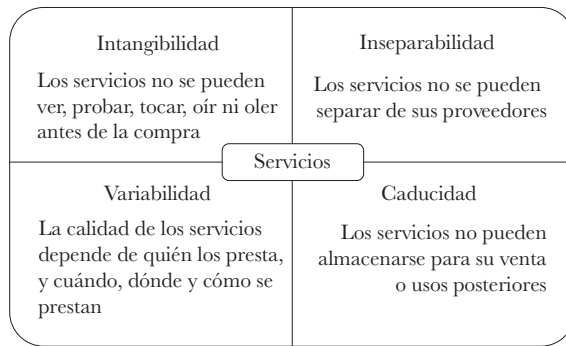 Intangibilidad
Los servicios no se pueden
ver, probar, tocar, oír ni oler
antes de la compra
Inseparabilidad
Los servicios no se pueden
separar de sus proveedores
Servicios
Variabilidad
La calidad de los servicios
depende de quién los presta,
y cuándo, dónde y cómo se
prestan
Caducidad
Los servicios no pueden
almacenarse para su venta
o usos posteriores